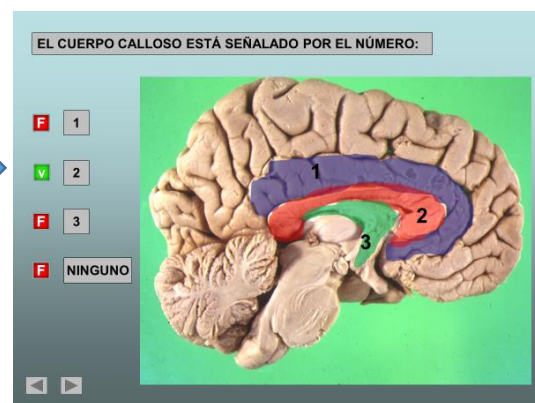 EL CUERPO CALLOSO ESTÁ SEÑALADO POR EL NÚMERO:
F 1
V 2
F 3
F NINGUNO
1
2
3